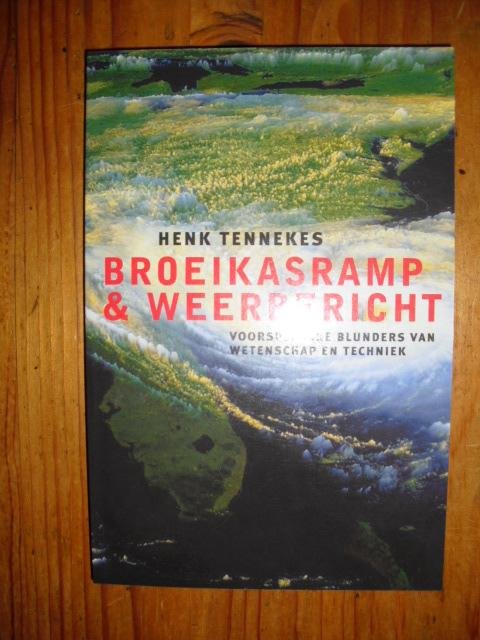 HENK TENNEKES
BROEIKASRAMP
& WEERBERICHT
BLUNDERS VAN
WETENSCHAP EN TECHNIEK